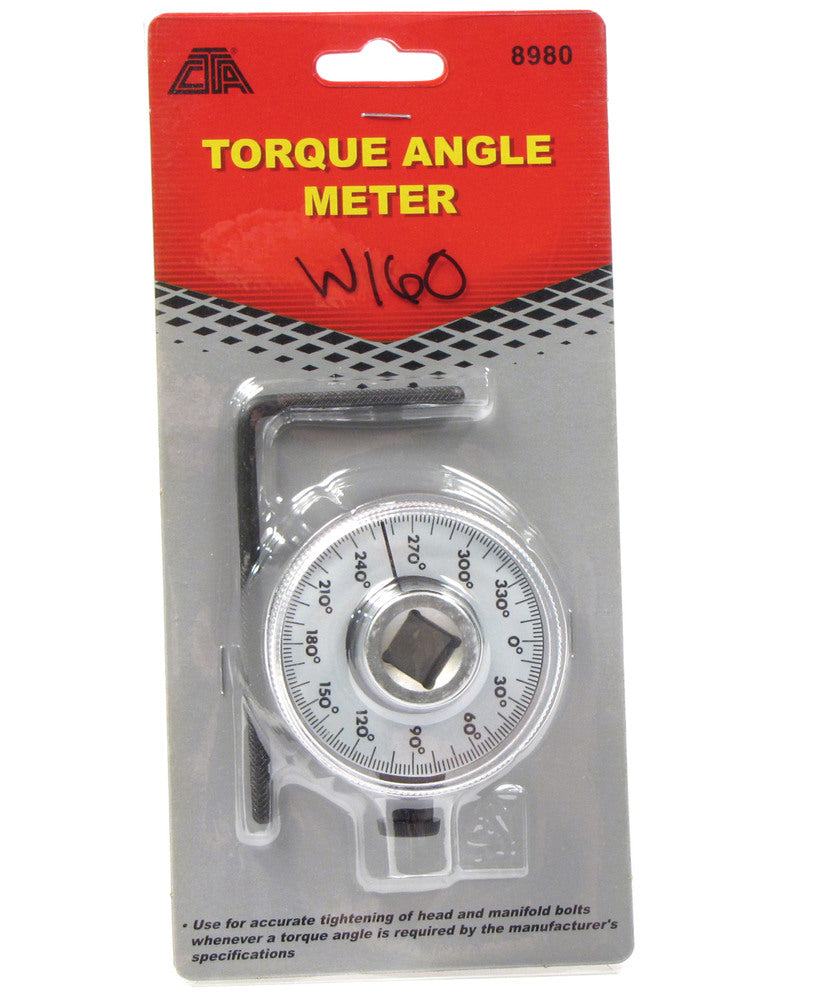 CTA® 8980
TORQUE ANGLE
METER
W160
270°
300°
330°
0°
30°
60°
90°
120°
150°
180°
210°
240°
• Use for accurate tightening of head and manifold bolts
whenever a torque angle is required by the manufacturer's
specifications